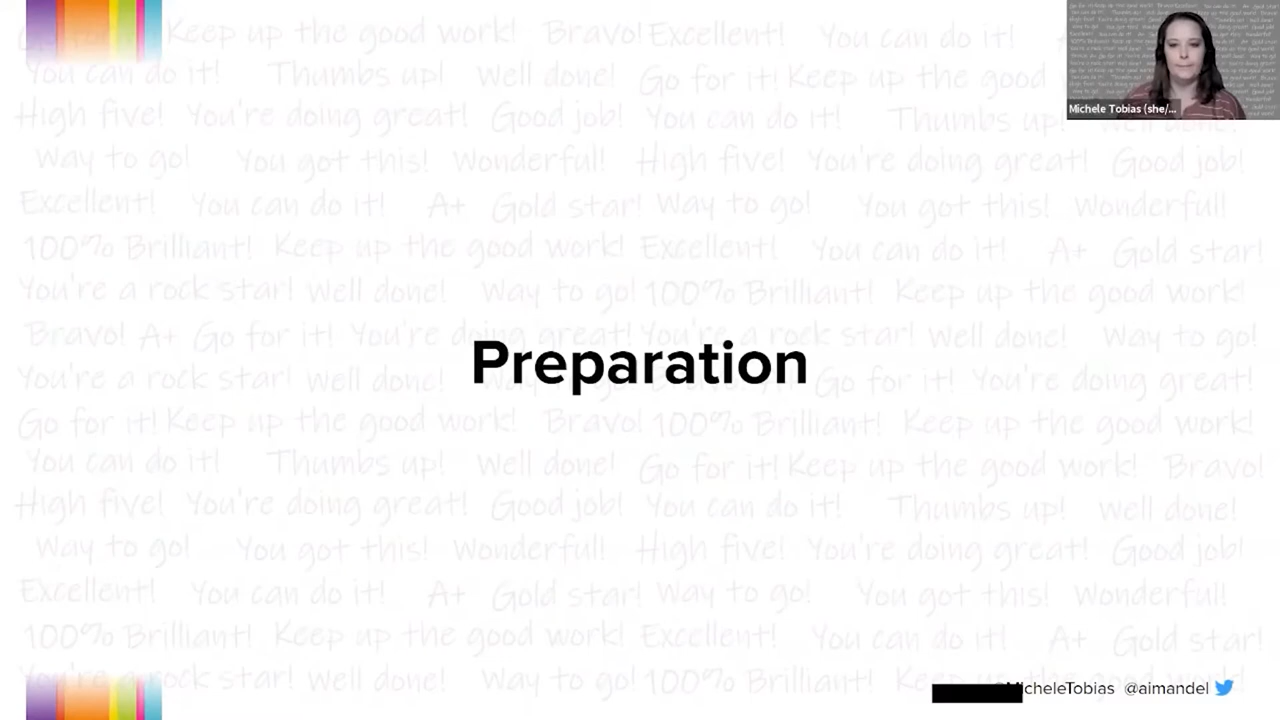 Keep up the good work! Bravo! Excellent! You can do it!
You can do it! Thumbs up! Well done! Go for it! Keep up the good
High five! You're doing great! Good job! You can do it! Thumbs up! Well done!
Michele Tobias (she/...
Way to go! You got this! Wonderful! High five! You're doing great! Good job!
Excellent! You can do it! A+ Gold star! Way to go! You got this! Wonderful!
100% Brilliant! Keep up the good work! Excellent! You can do it! A+ Gold star!
You're a rock star! Well done! Way to go! 100% Brilliant! Keep up the good work!
Bravo! A+ Go for it! You're doing great! You're a rock star! Well done! Way to go!
Preparation
You're a rock star! Well done! Way to go! Bravo! A+ Go for it! You're doing great!
Go for it! Keep up the good work! Bravo! 100% Brilliant! Keep up the good work!
You can do it! Thumbs up! Well done! Go for it! Keep up the good work! Bravo!
High five! You're doing great! Good job! You can do it! Thumbs up! Well done!
Way to go! You got this! Wonderful! High five! You're doing great! Good job!
Excellent! You can do it! A+ Gold star! Way to go! You got this! Wonderful!
100% Brilliant! Keep up the good work! Excellent! You can do it! A+ Gold star!
You're a rock star! Well done! Way to go! 100% Brilliant! Keep up the good work!
MicheleTobias @aimandel